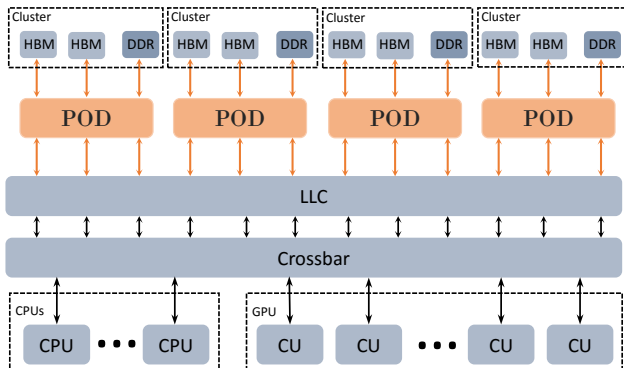 Cluster Cluster Cluster Cluster
HBM HBM DDR HBM HBM DDR HBM HBM DDR HBM HBM DDR
POD POD POD POD
LLC
Crossbar
CPUs GPU
CPU CPU CU CU CU CU